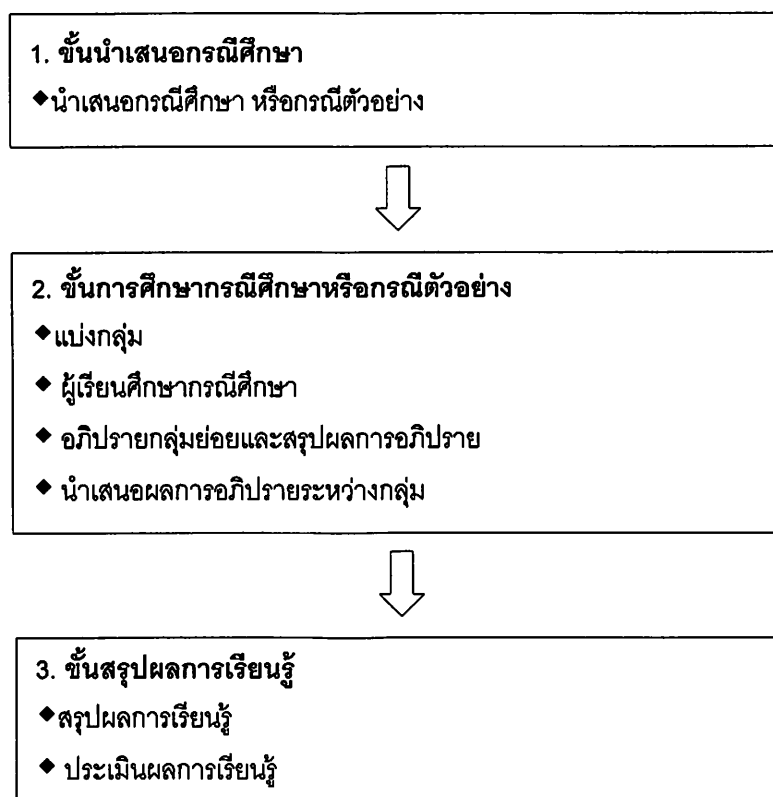 1. ขั้นนำเสนอกรณีศึกษา
◆นำเสนอกรณีศึกษา หรือกรณีตัวอย่าง
2. ขั้นการศึกษากรณีศึกษาหรือกรณีตัวอย่าง
◆แบ่งกลุ่ม
◆ ผู้เรียนศึกษากรณีศึกษา
◆ อภิปรายกลุ่มย่อยและสรุปผลการอภิปราย
◆ นำเสนอผลการอภิปรายระหว่างกลุ่ม
3. ขั้นสรุปผลการเรียนรู้
◆สรุปผลการเรียนรู้
◆ ประเมินผลการเรียนรู้